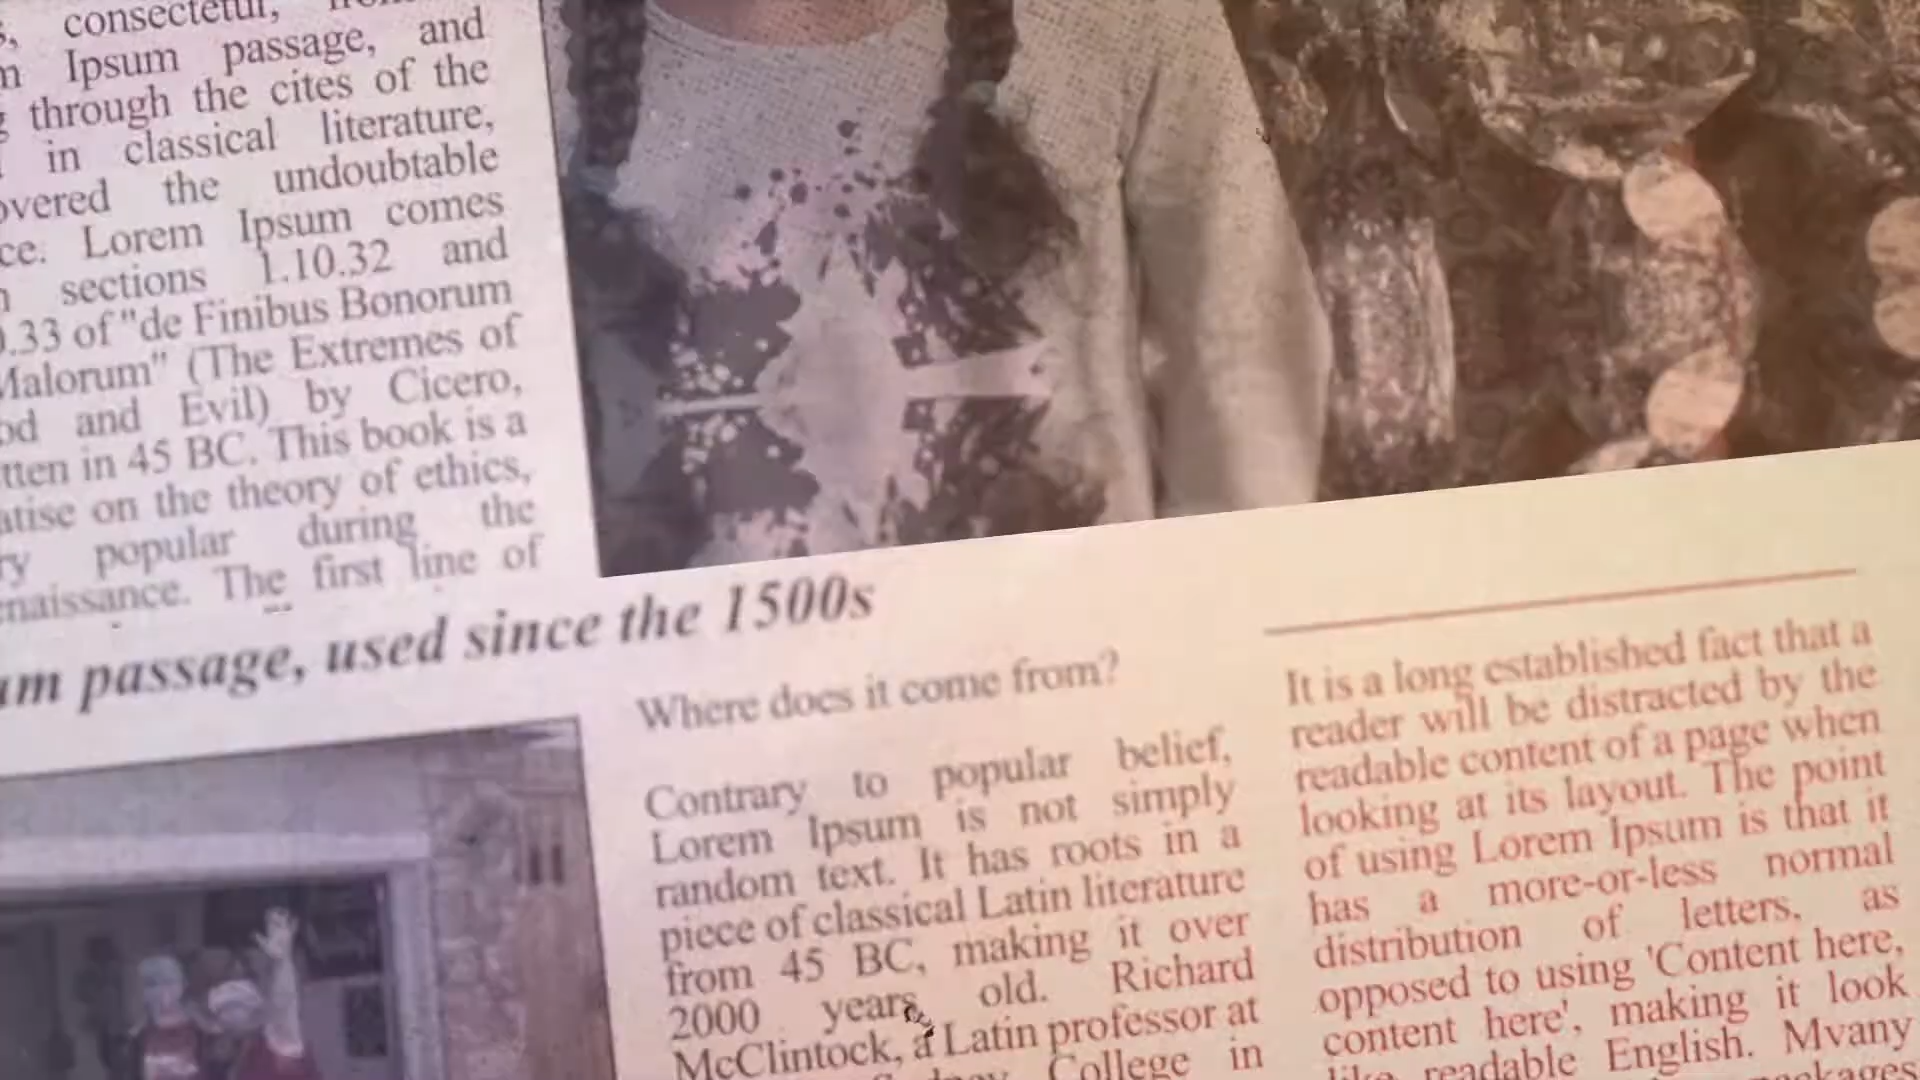 consectetur,
Ipsum passage, and
through the cites of the
in classical literature,
the undoubtable
Lorem Ipsum comes
sections 1.10.32 and
.33 of "de Finibus Bonorum
Malorum" (The Extremes of
and Evil) by Cicero,
in 45 BC. This book is a
on the theory of ethics,
popular during the
The first line of
passage, used since the 1500s
Where does it come from?
Contrary to popular belief,
Lorem Ipsum is not simply
random text. It has roots in a
piece of classical Latin literature
from 45 BC, making it over
2000 years old. Richard
McClintock, a Latin professor at
College in
It is a long established fact that a
reader will be distracted by the
readable content of a page when
looking at its layout. The point
of using Lorem Ipsum is that it
has a more-or-less normal
distribution of letters, as
opposed to using 'Content here,
content here', making it look
like readable English. Mvany